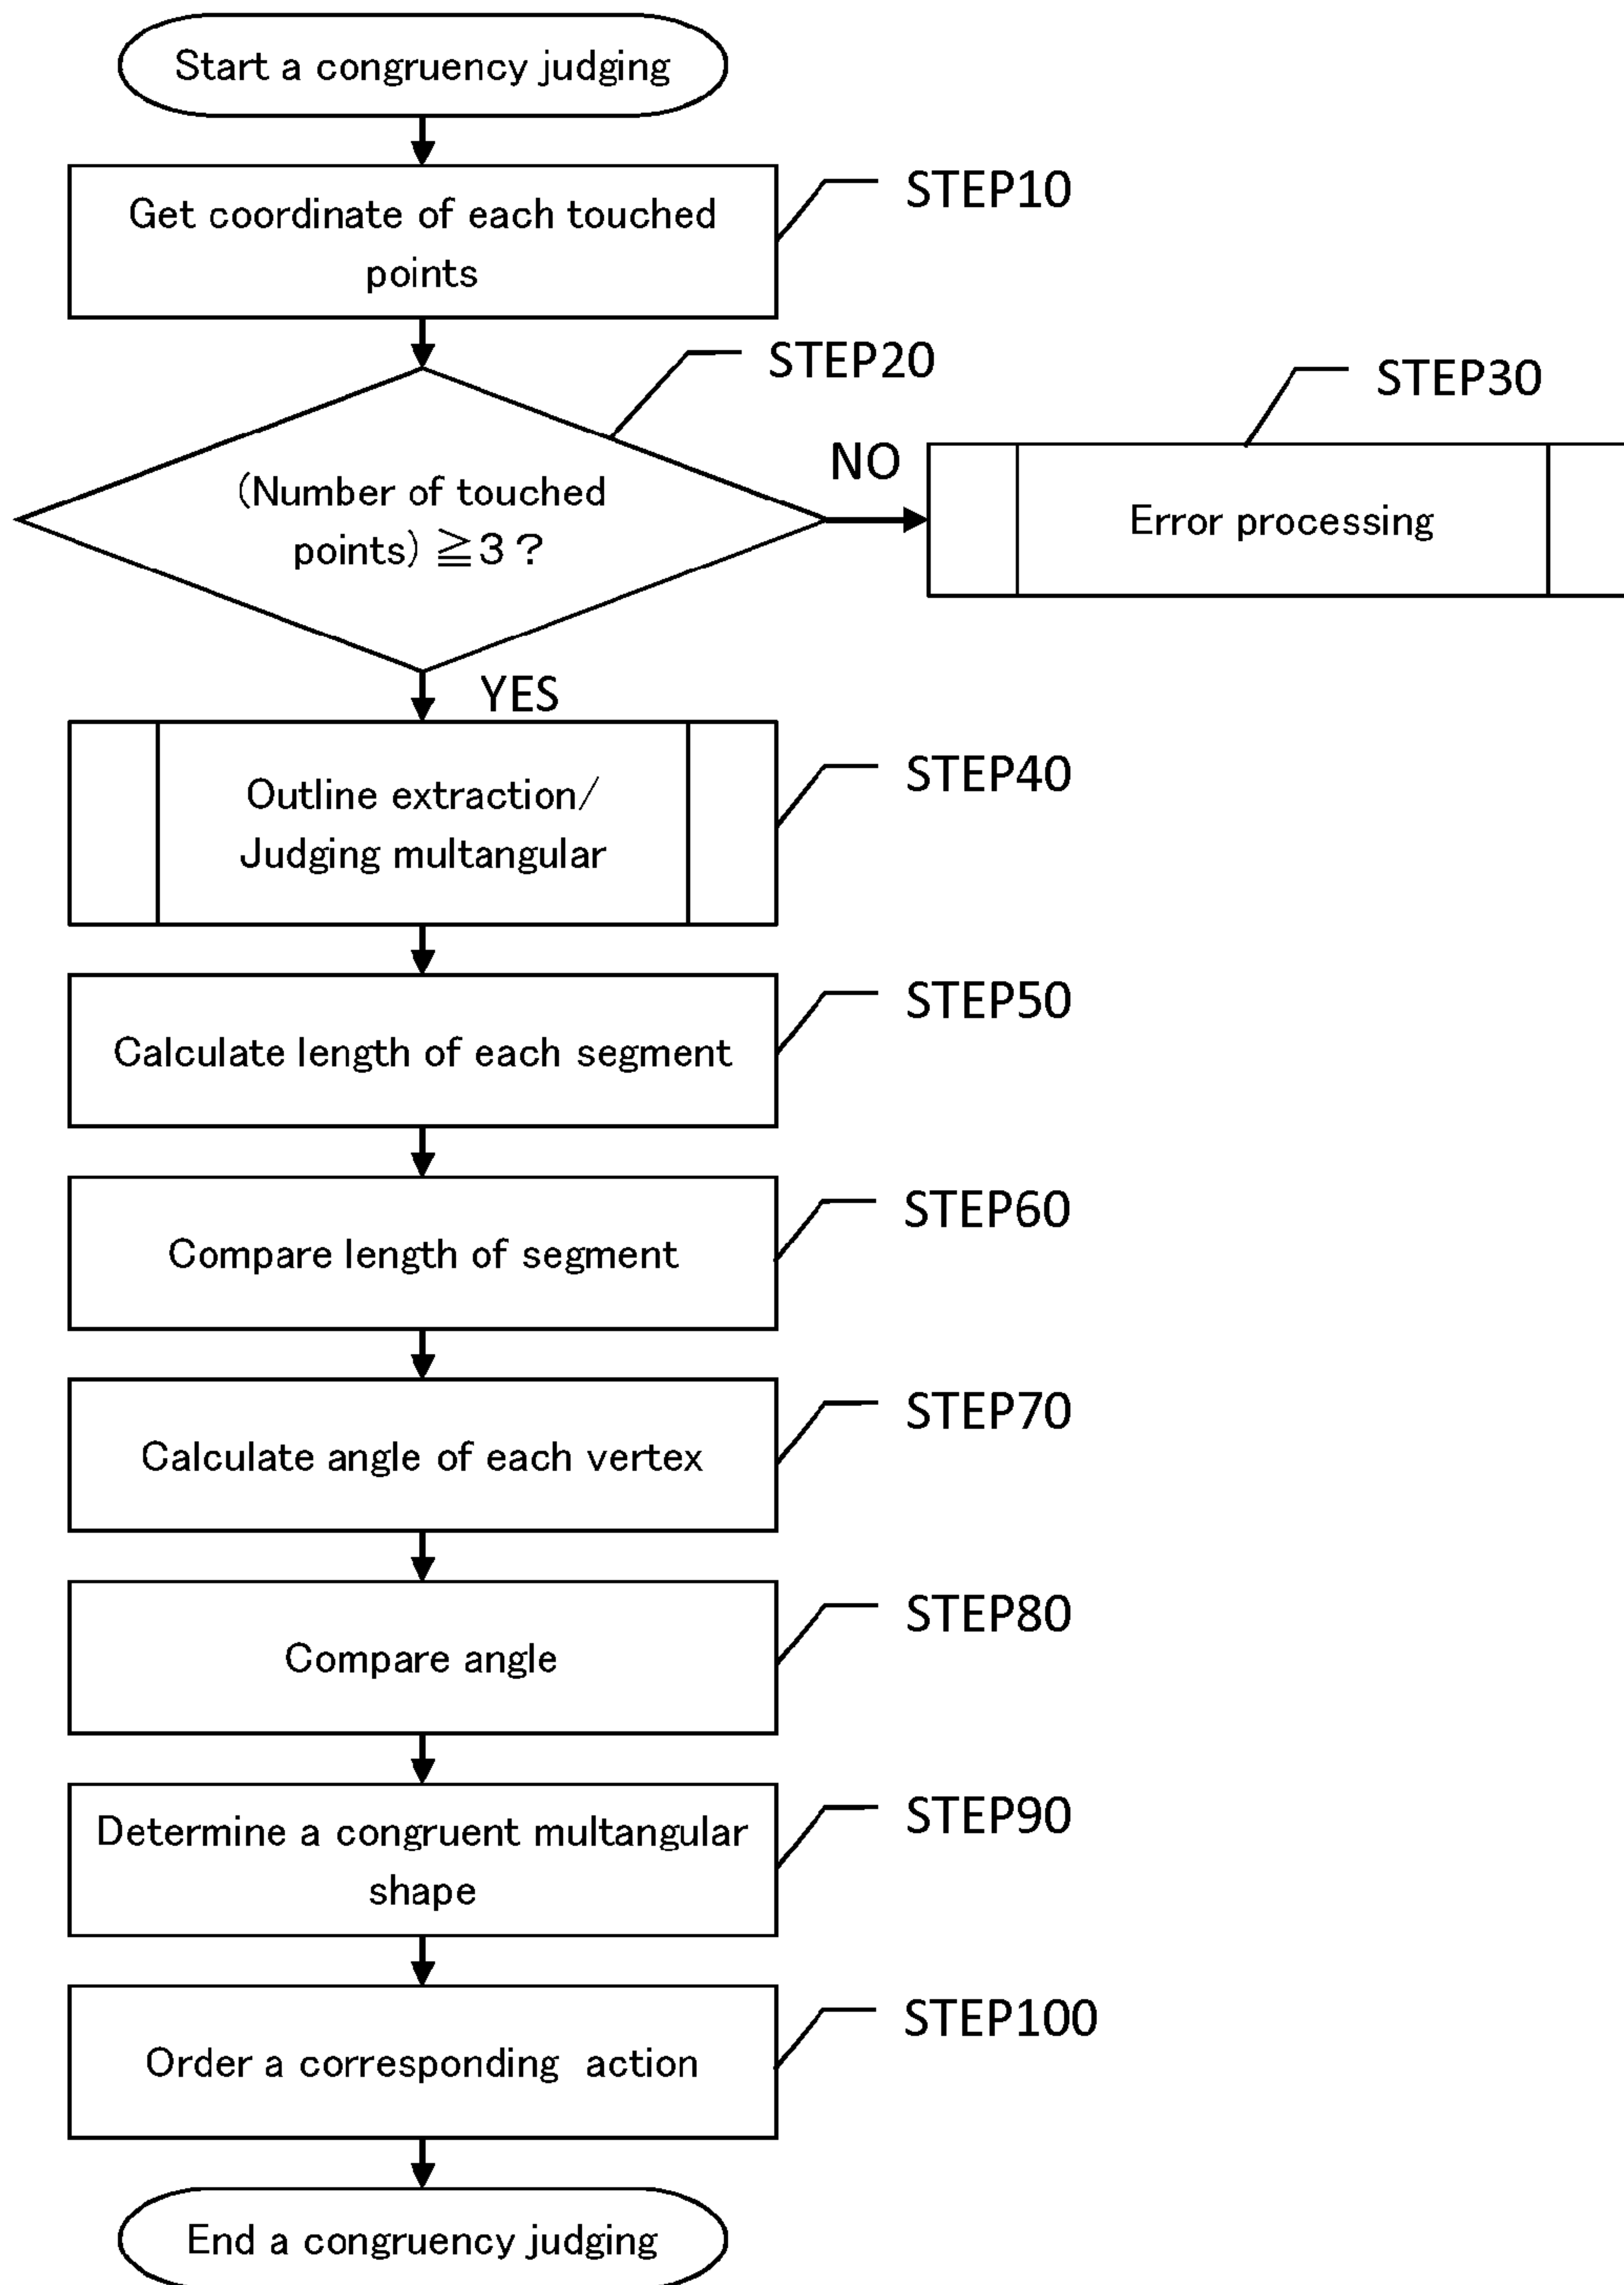 Start a congruency judging
STEP10
Get coordinate of each touched
points
STEP20
STEP30
(Number of touched
points) ≧3？
NO
Error processing
YES
STEP40
Outline extraction/
Judging multangular
STEP50
Calculate length of each segment
STEP60
Compare length of segment
STEP70
Calculate angle of each vertex
STEP80
Compare angle
STEP90
Determine a congruent multangular
shape
STEP100
Order a corresponding action
End a congruency judging